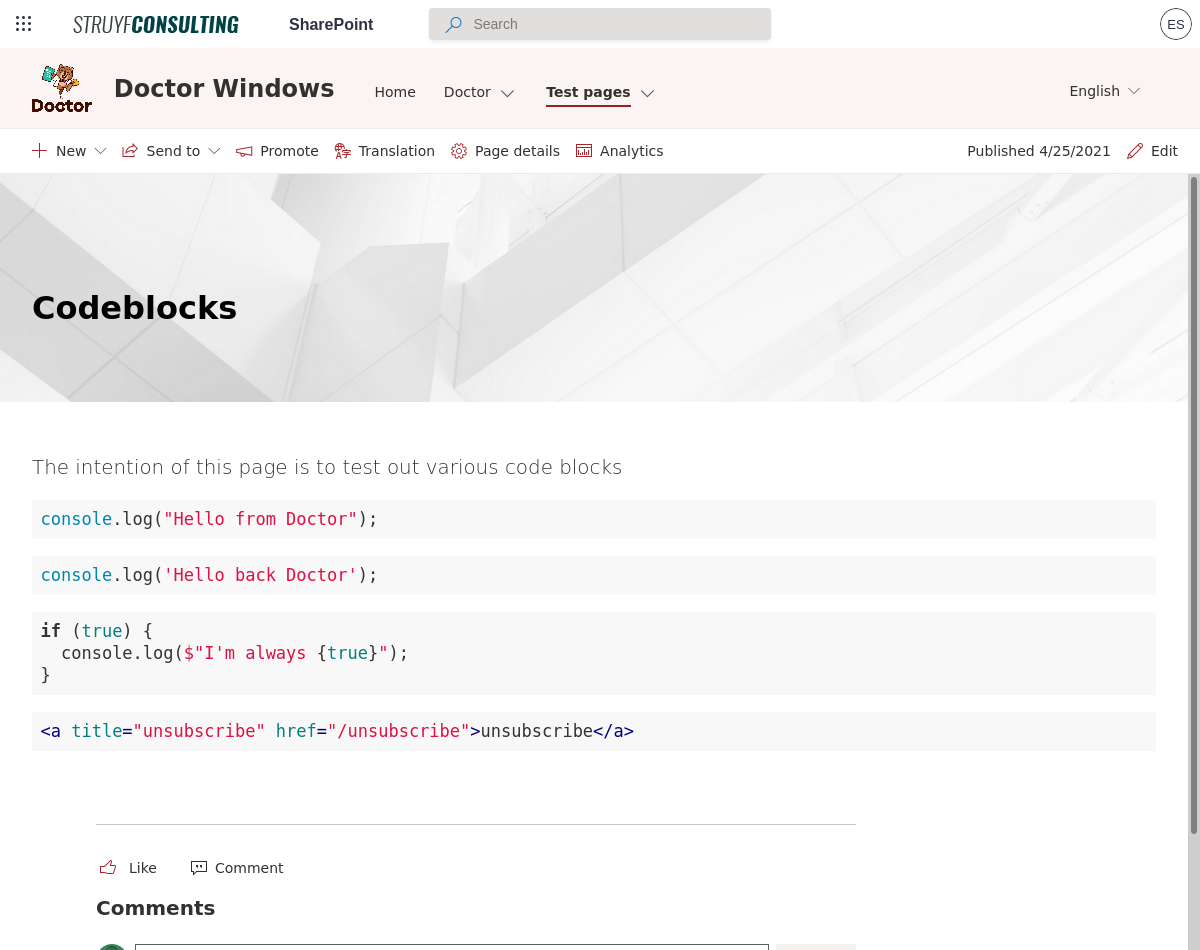 STRUYFCONSULTING SharePoint Search ES
Doctor Doctor Windows Home Doctor Test pages English
New Send to Promote Translation Page details Analytics Published 4/25/2021 Edit
Codeblocks
The intention of this page is to test out various code blocks
console.log("Hello from Doctor");
console.log('Hello back Doctor');
if (true) {
  console.log($"I'm always {true}");
}
<a title="unsubscribe" href="/unsubscribe">unsubscribe</a>
Like Comment
Comments